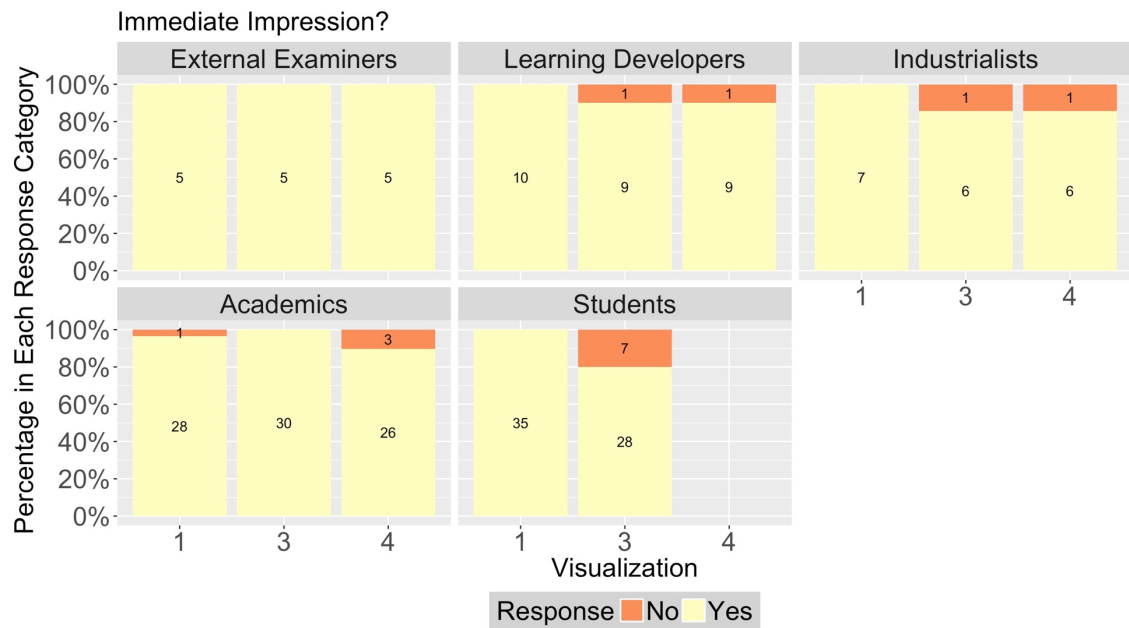 Immediate Impression?
External Examiners Learning Developers Industrialists
Percentage in Each Response Category
100% 1 1 1 1
80%
60%
5 5 5 10 9 9 7 6 6
40%
20%
0%
1 3 4
Academics Students
100% 1 3 7
80%
60%
28 30 26 35 28
40%
20%
0%
1 3 4 1 3 4
Visualization
Response No Yes